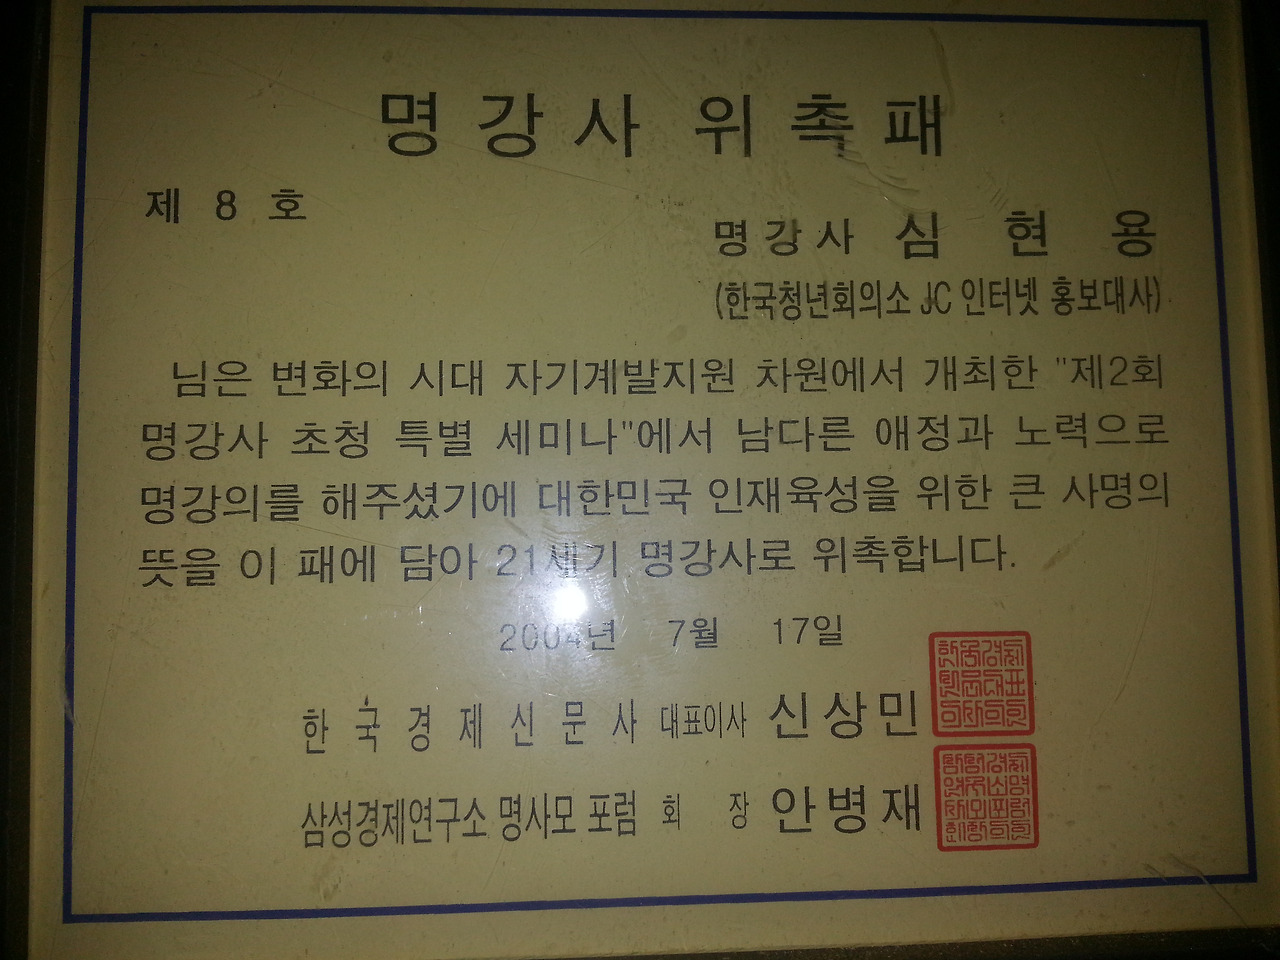 명강사 위촉패
제 8 호
명강사 심 현 용
(한국청년회의소 JC 인터넷 홍보대사)
님은 변화의 시대 자기계발지원 차원에서 개최한 "제2회
명강사 초청 특별 세미나"에서 남다른 애정과 노력으로
명강의를 해주셨기에 대한민국 인재육성을 위한 큰 사명의
뜻을 이 패에 담아 21세기 명강사로 위촉합니다.
2004년 7월 17일
한국경제신문사 대표이사 신상민
삼성경제연구소 명사모 포럼 회 장 안병재